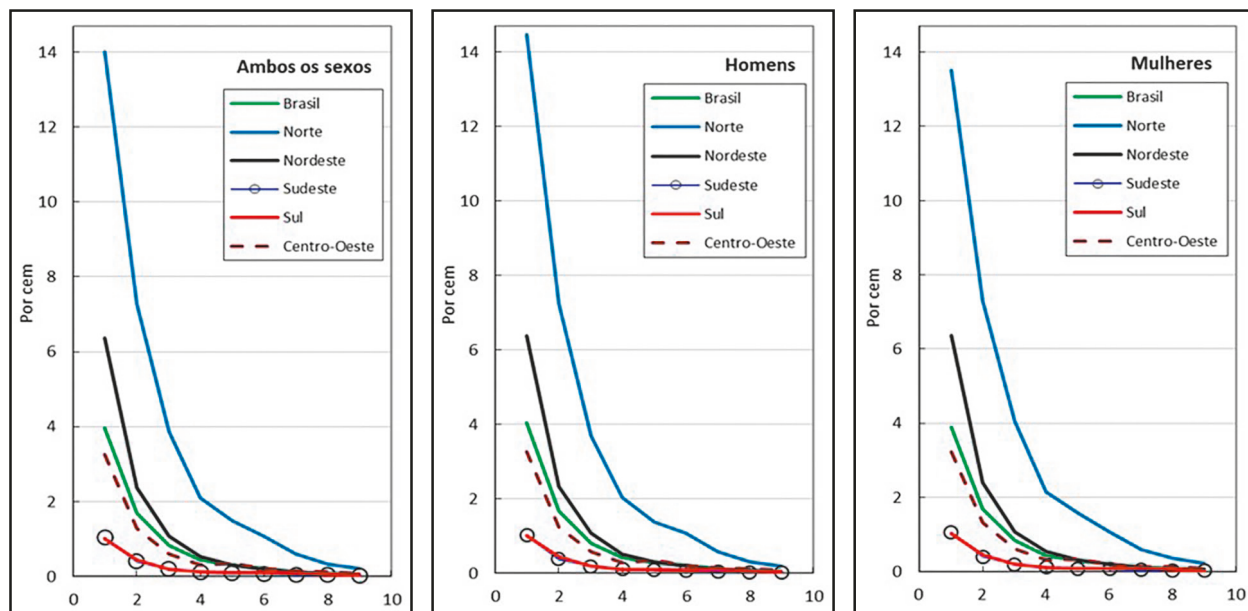 Ambos os sexos
Brasil
Norte
Nordeste
Sudeste
Sul
Centro-Oeste
Por cem
14
12
10
8
6
4
2
0
0 2 4 6 8 10
Homens
Brasil
Norte
Nordeste
Sudeste
Sul
Centro-Oeste
Por cem
14
12
10
8
6
4
2
0
0 2 4 6 8 10
Mulheres
Brasil
Norte
Nordeste
Sudeste
Sul
Centro-Oeste
Por cem
14
12
10
8
6
4
2
0
0 2 4 6 8 10